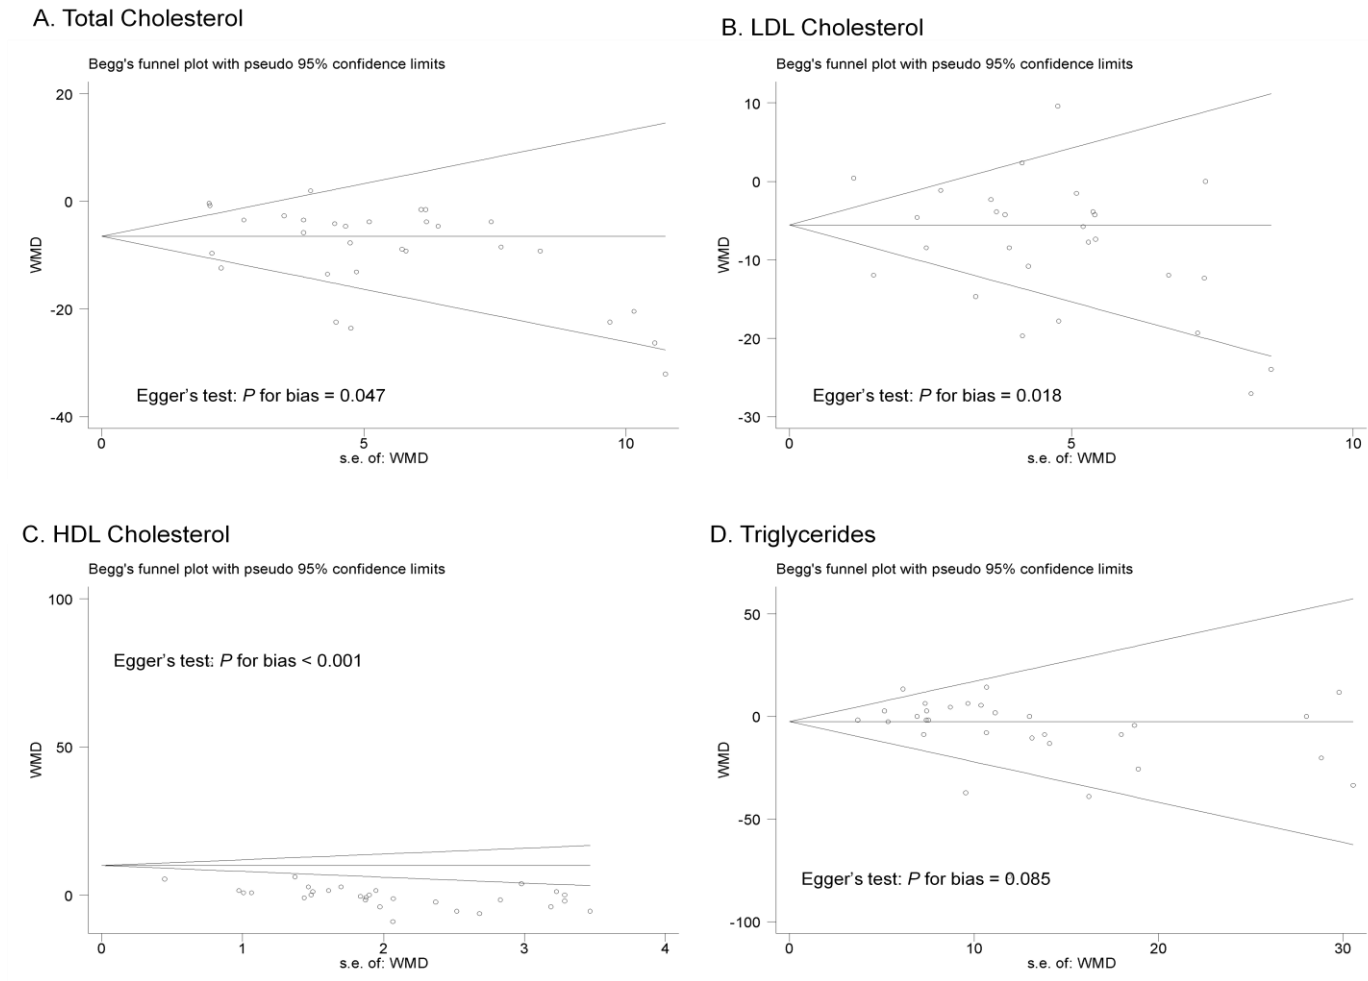 A. Total Cholesterol
Begg's funnel plot with pseudo 95% confidence limits
WMD
20
0
-20
-40
Egger's test: P for bias = 0.047
0 5 10
s.e. of: WMD
B. LDL Cholesterol
Begg's funnel plot with pseudo 95% confidence limits
WMD
10
0
-10
-20
-30
Egger's test: P for bias = 0.018
0 5 10
s.e. of: WMD
C. HDL Cholesterol
Begg's funnel plot with pseudo 95% confidence limits
WMD
100
50
0
Egger's test: P for bias < 0.001
0 1 2 3 4
s.e. of: WMD
D. Triglycerides
Begg's funnel plot with pseudo 95% confidence limits
WMD
50
0
-50
-100
Egger's test: P for bias = 0.085
0 10 20 30
s.e. of: WMD